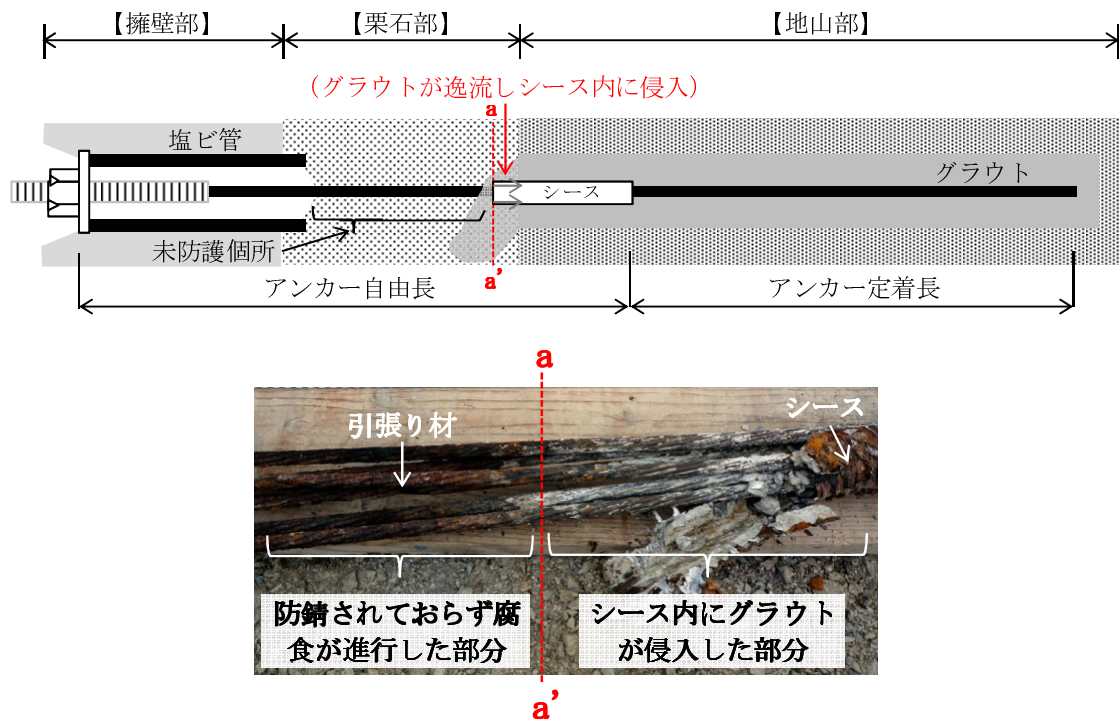 【擁壁部】
【栗石部】
【地山部】
（グラウトが逸流しシース内に侵入）
a
塩ビ管
シース
グラウト
未防護個所
a’
アンカー自由長
アンカー定着長
a
引張り材
シース
防錆されておらず腐
食が進行した部分
シース内にグラウト
が侵入した部分
a’